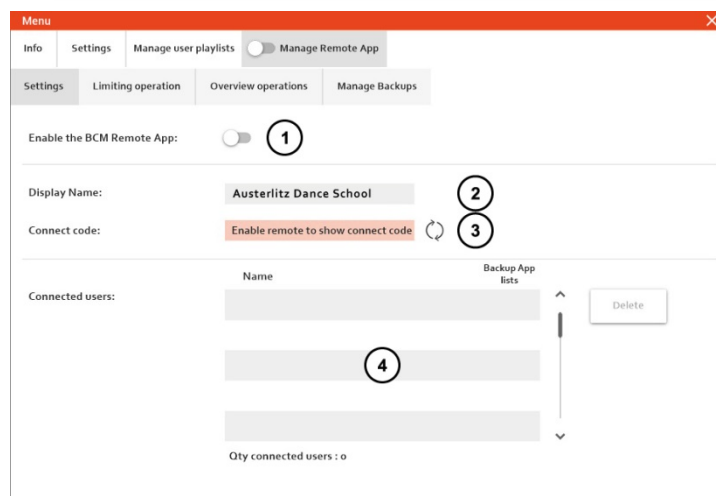 Menu
Info Settings Manage user playlists Manage Remote App
Settings Limiting operation Overview operations Manage Backups
Enable the BCM Remote App: 1
Display Name: Austerlitz Dance School 2
Connect code: Enable remote to show connect code 3
Name Backup App
lists
Connected users: Delete
4
Qty connected users : 0